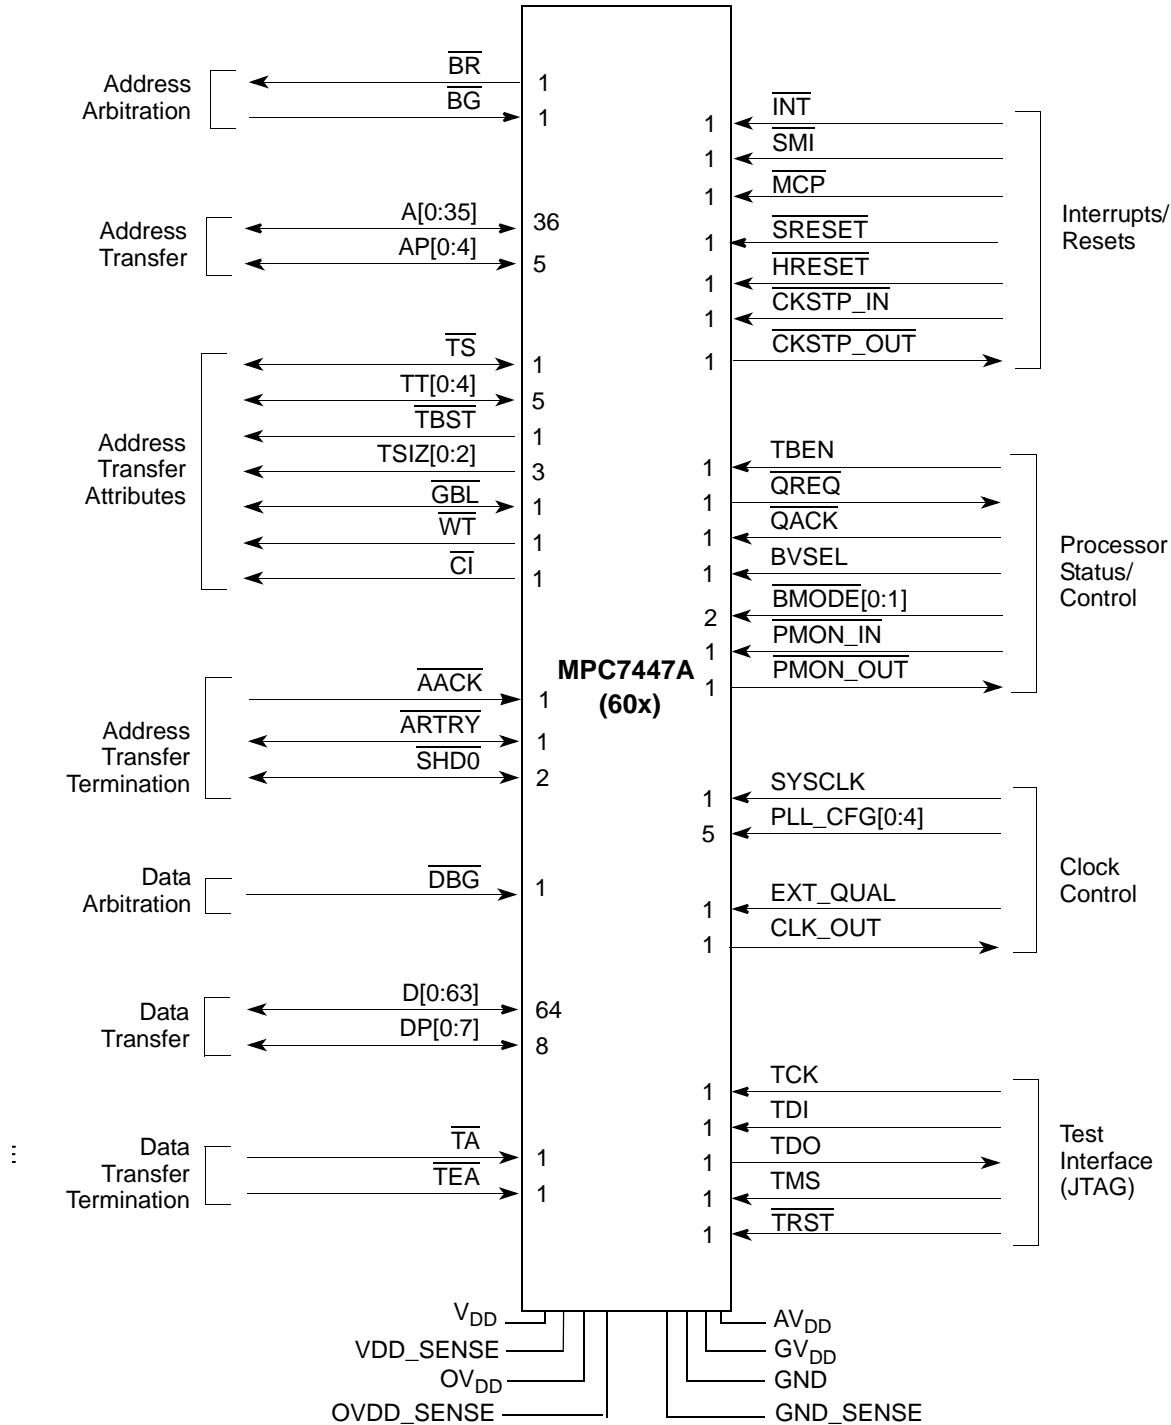 Address
Arbitration
BR
1
BG
1
Address
Transfer
A[0:35]
36
AP[0:4]
5
Address
Transfer
Attributes
TS
1
TT[0:4]
5
TBST
1
TSIZ[0:2]
3
GBL
1
WT
1
CI
1
Address
Transfer
Termination
AACK
1
ARTRY
1
SHD0
2
Data
Arbitration
DBG
1
Data
Transfer
D[0:63]
64
DP[0:7]
8
...
Data
Transfer
Termination
TA
1
TEA
1
MPC7447A
(60x)
1
INT
1
SMI
1
MCP
1
SRESET
1
HRESET
1
CKSTP_IN
1
CKSTP_OUT
Interrupts/
Resets
1
TBEN
1
QREQ
1
QACK
1
BVSEL
2
BMODE[0:1]
1
PMON_IN
1
PMON_OUT
Processor
Status/
Control
1
SYSCLK
5
PLL_CFG[0:4]
1
EXT_QUAL
1
CLK_OUT
Clock
Control
1
TCK
1
TDI
1
TDO
1
TMS
1
TRST
Test
Interface
(JTAG)
VDD
VDD_SENSE
OVDD
OVDD_SENSE
AVDD
GVDD
GND
GND_SENSE